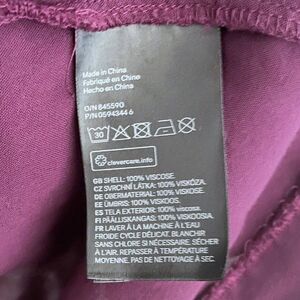 Made in China
Fabriqué en Chine
Hecho en China
O/N 845590
P/N 0594344 6
30
clevercare.info
GB SHELL: 100% VISCOSE.
CZ SVRCHNÍ LÁTKA: 100% VISKÓZA.
DE OBERMATERIAL: 100% VISKOSE.
EE ÜMBRIS: 100% VISKOOS.
ES TELA EXTERIOR: 100% viscosa.
FI PÄÄLLISKANGAS: 100% VISKOOSIA.
FR LAVER À LA MACHINE À L'EAU
FROIDE CYCLE DÉLICAT. BLANCHIR
SANS CHLORE SI NÉCESSAIRE. SÉCHER
À L'AIR. REPASSER À TEMPÉRATURE
MOYENNE. PAS DE NETTOYAGE À SEC